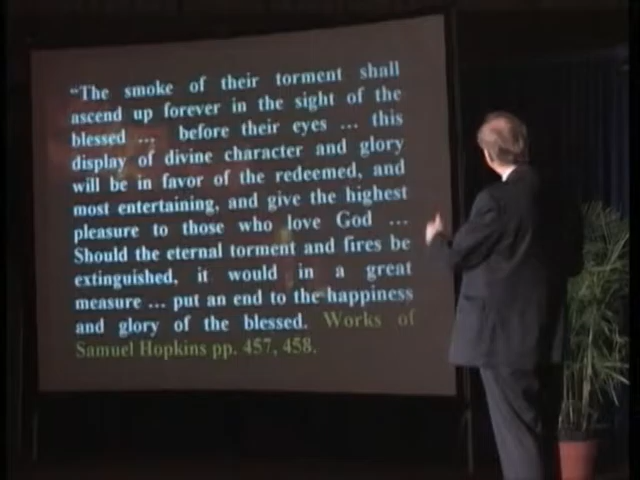 “The smoke of their torment shall
ascend up forever in the sight of the
blessed ... before their eyes ... this
display of divine character and glory
will be in favor of the redeemed, and
most entertaining, and give the highest
pleasure to those who love God ...
Should the eternal torment and fires be
extinguished, it would in a great
measure ... put an end to the happiness
and glory of the blessed. Works of
Samuel Hopkins pp. 457, 458.